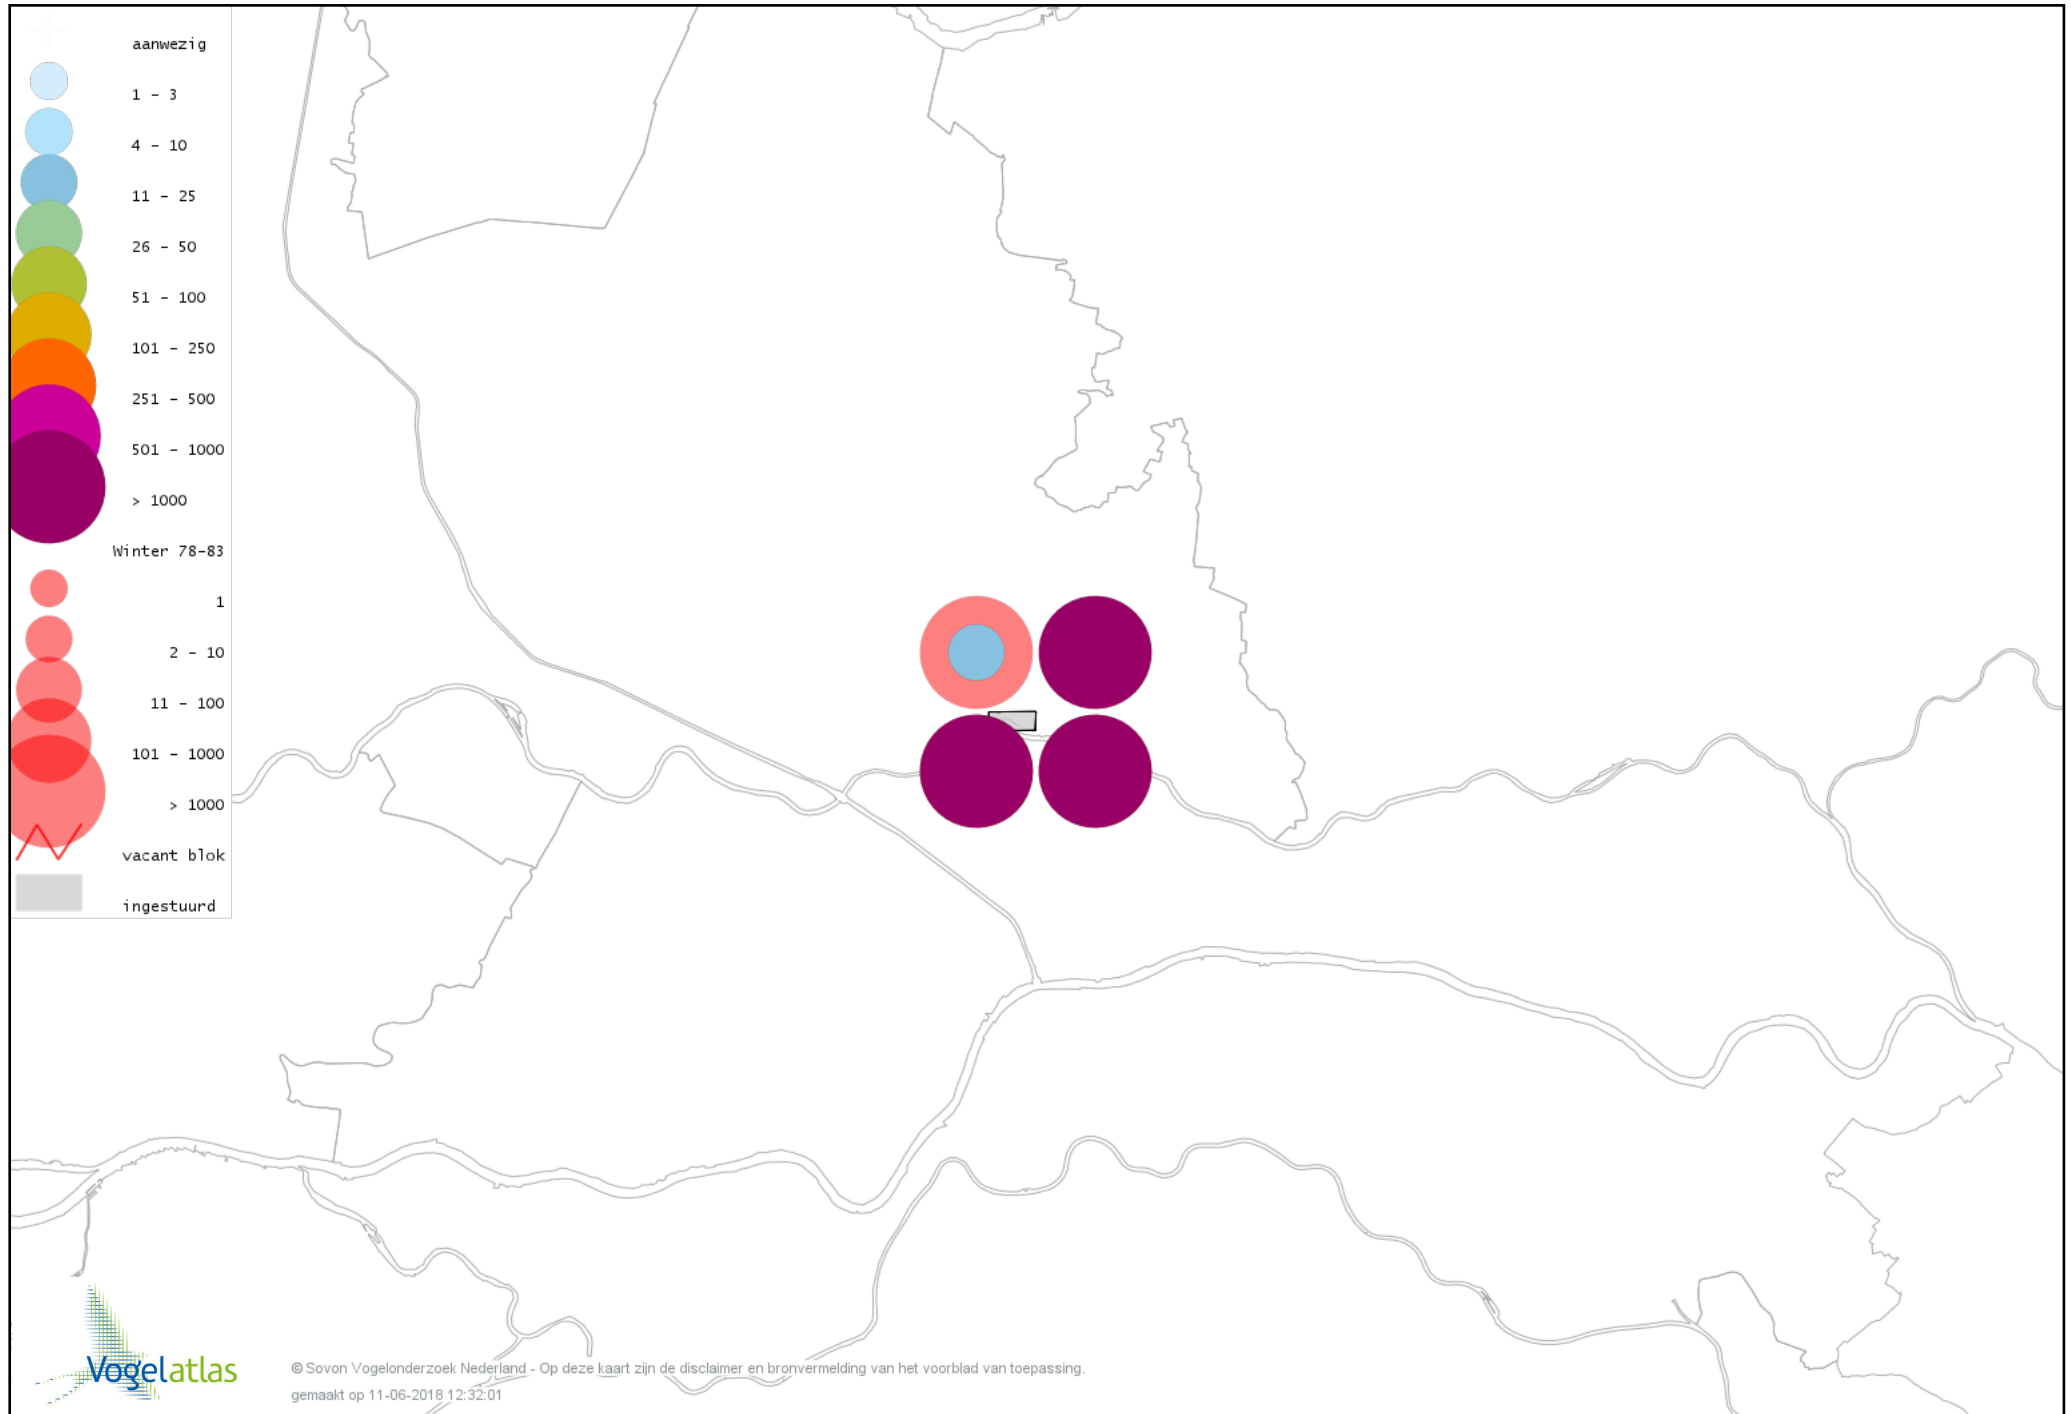 aanwezig
1 - 3
4 - 10
11 - 25
26 - 50
51 - 100
101 - 250
251 - 500
501 - 1000
> 1000
Winter 78-83
1
2 - 10
11 - 100
101 - 1000
> 1000
vacant blok
ingestuurd
Vogelatlas
© Sovon Vogelonderzoek Nederland - Op deze kaart zijn de disclaimer en bronvermelding van het voorblad van toepassing.
gemaakt op 11-06-2018 12:32:01